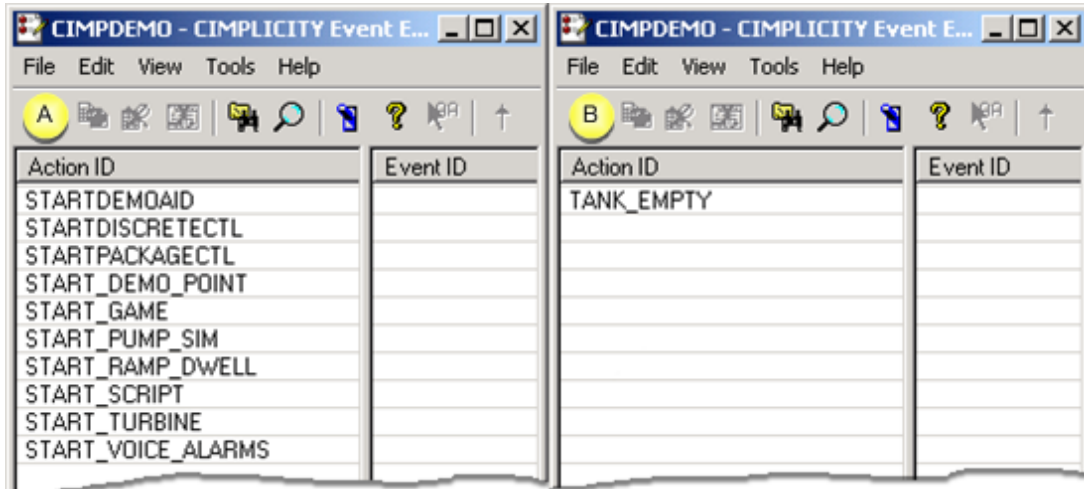 CIMPDEMO - CIMPLICITY Event E...
File Edit View Tools Help
A
Action ID Event ID
STARTDEMOAID
STARTDISCRETECTL
STARTPACKAGECTL
START_DEMO_POINT
START_GAME
START_PUMP_SIM
START_RAMP_DWELL
START_SCRIPT
START_TURBINE
START_VOICE_ALARMS
CIMPDEMO - CIMPLICITY Event E...
File Edit View Tools Help
B
Action ID Event ID
TANK_EMPTY